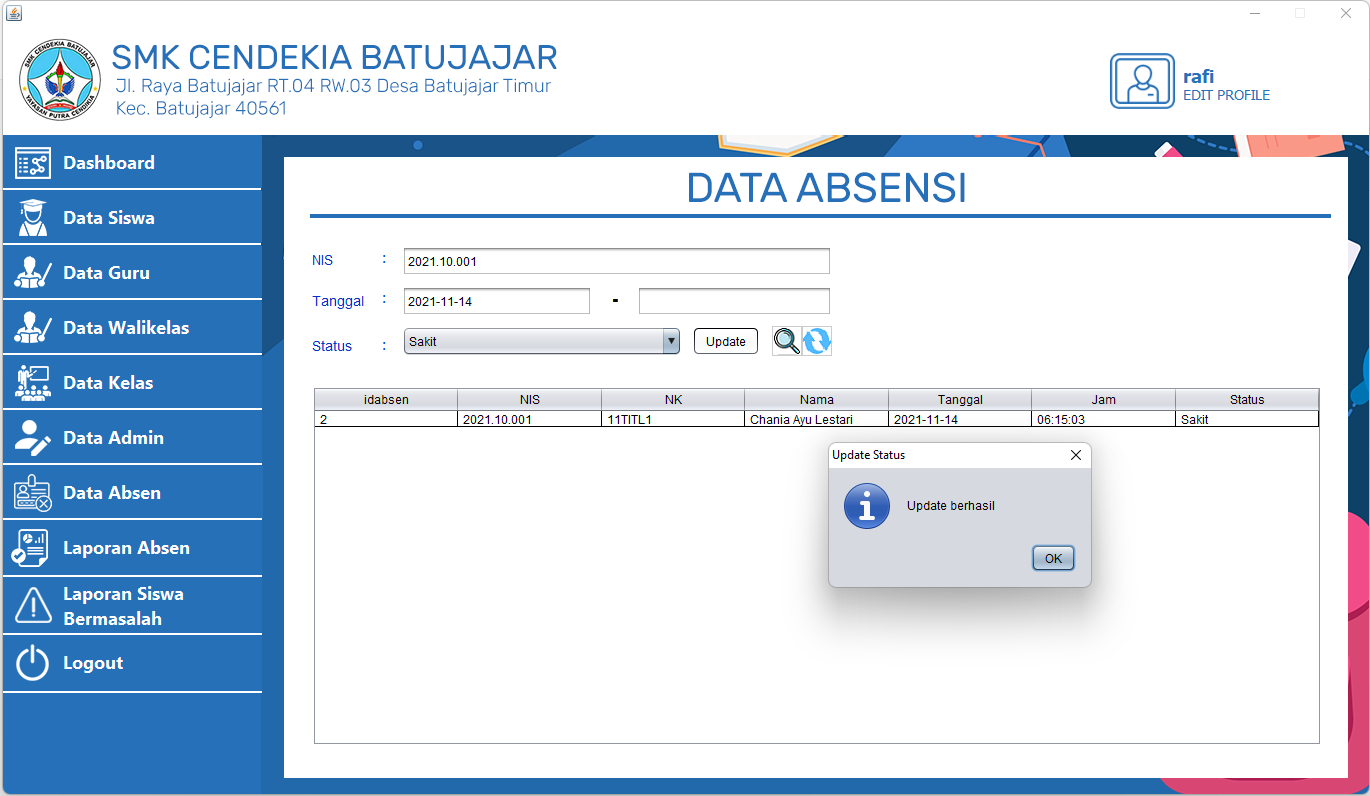 SMK CENDEKIA BATUJAJAR
YAYASAN PUTRA CENDIKIA
SMK CENDEKIA BATUJAJAR
Jl. Raya Batujajar RT.04 RW.03 Desa Batujajar Timur
Kec. Batujajar 40561
rafi
EDIT PROFILE
Dashboard
Data Siswa
Data Guru
Data Walikelas
Data Kelas
Data Admin
Data Absen
Laporan Absen
Laporan Siswa
Bermasalah
Logout
DATA ABSENSI
NIS : 2021.10.001
Tanggal : 2021-11-14 -
Status : Sakit Update
idabsen NIS NK Nama Tanggal Jam Status
2 2021.10.001 11TITL1 Chania Ayu Lestari 2021-11-14 06:15:03 Sakit
Update Status
Update berhasil
OK